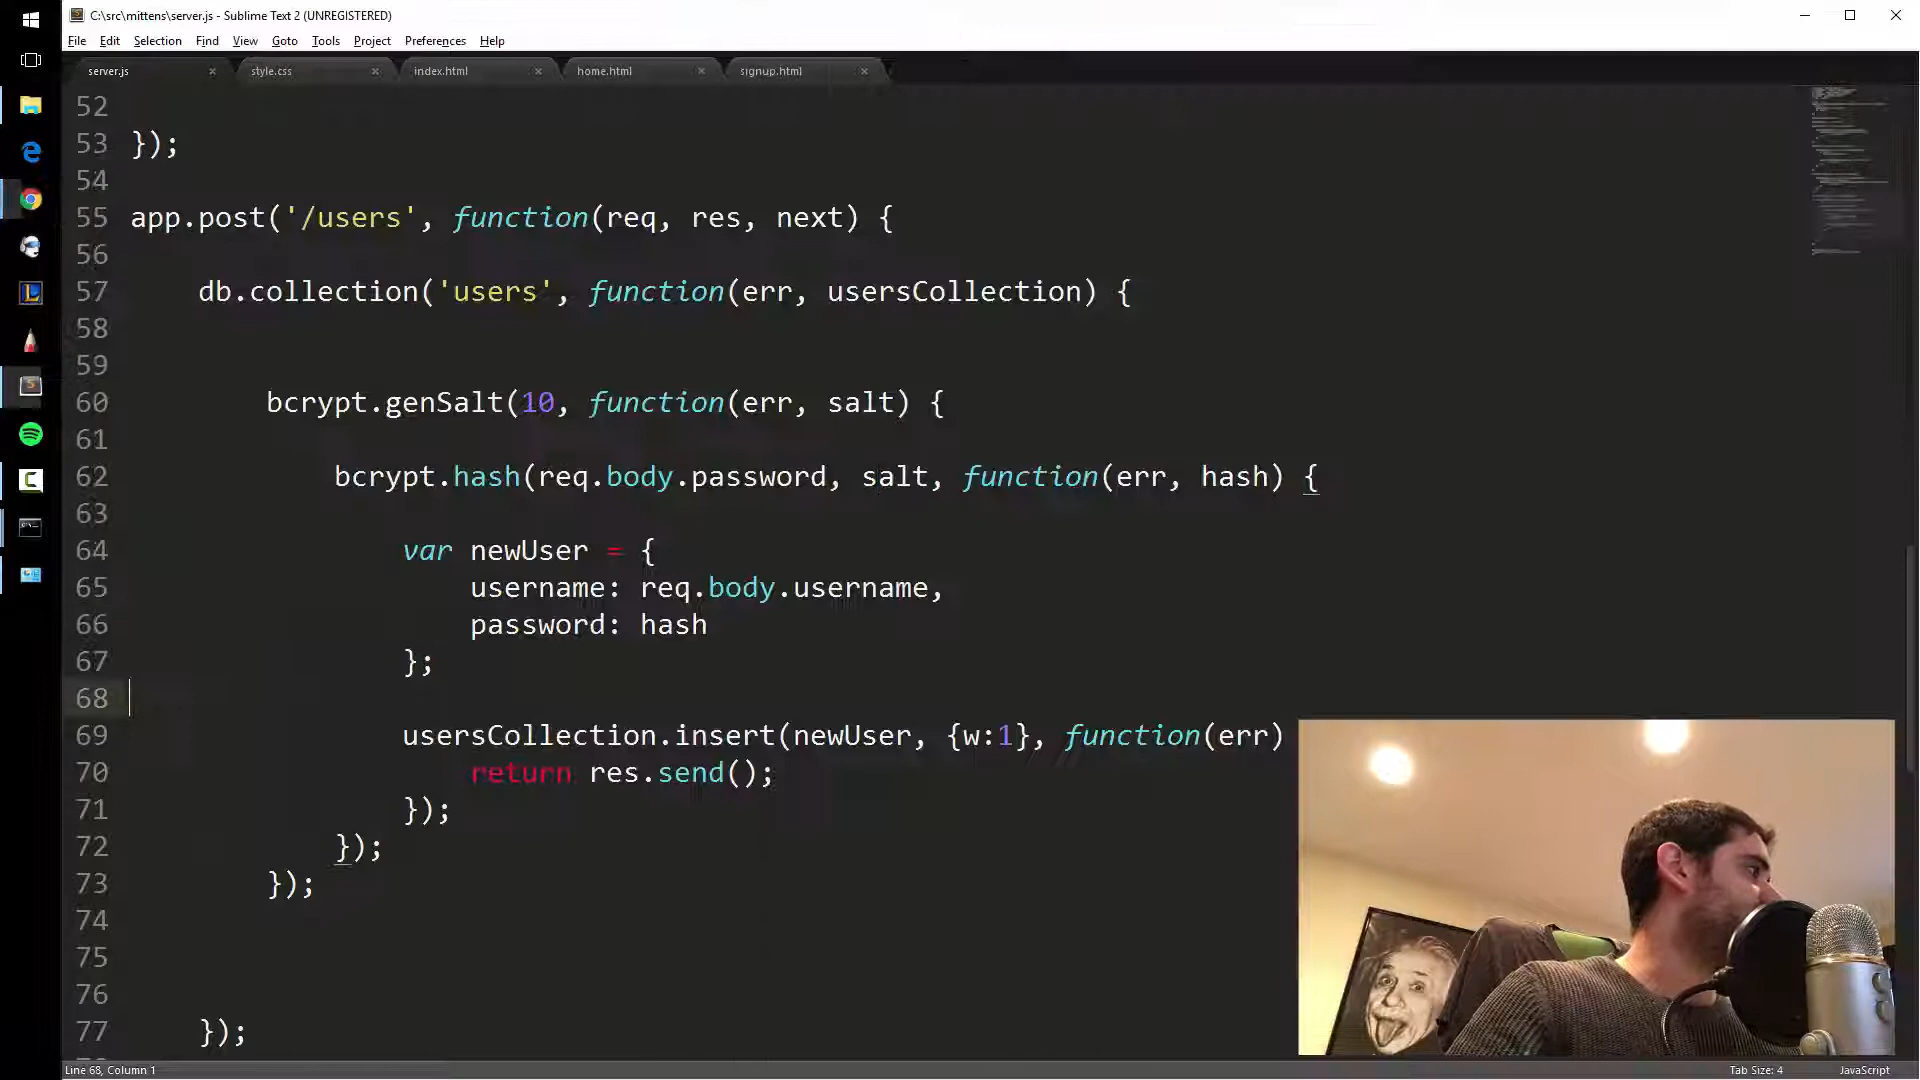 C:\src\mittens\server.js - Sublime Text 2 (UNREGISTERED)
File Edit Selection Find View Goto Tools Project Preferences Help
server.js style.css index.html home.html signup.html
52
53 });
54
55 app.post('/users', function(req, res, next) {
56
57 db.collection('users', function(err, usersCollection) {
58
59
60 bcrypt.genSalt(10, function(err, salt) {
61
62 bcrypt.hash(req.body.password, salt, function(err, hash) {
63
64 var newUser = {
65 username: req.body.username,
66 password: hash
67 };
68
69 usersCollection.insert(newUser, {w:1}, function(err)
70 return res.send();
71 });
72 });
73 });
74
75
76
77 });
Line 68, Column 1
Tab Size: 4 JavaScript